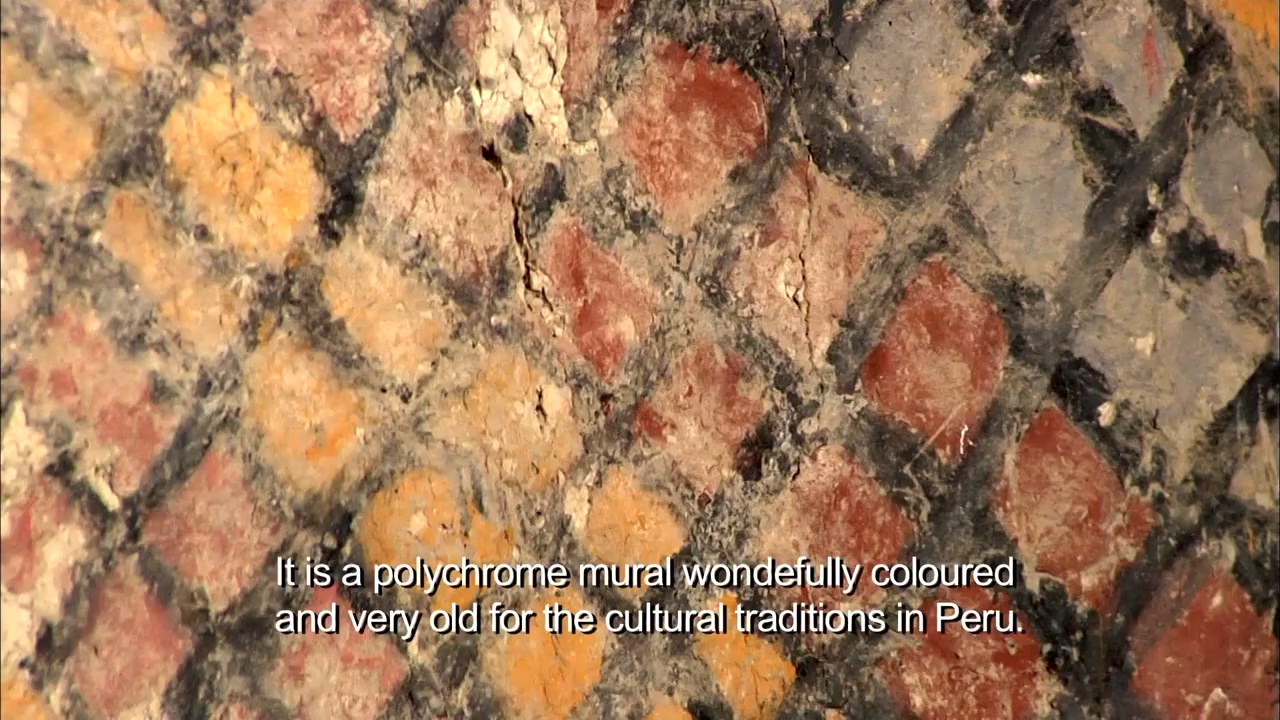 It is a polychrome mural wondefully coloured
and very old for the cultural traditions in Peru.